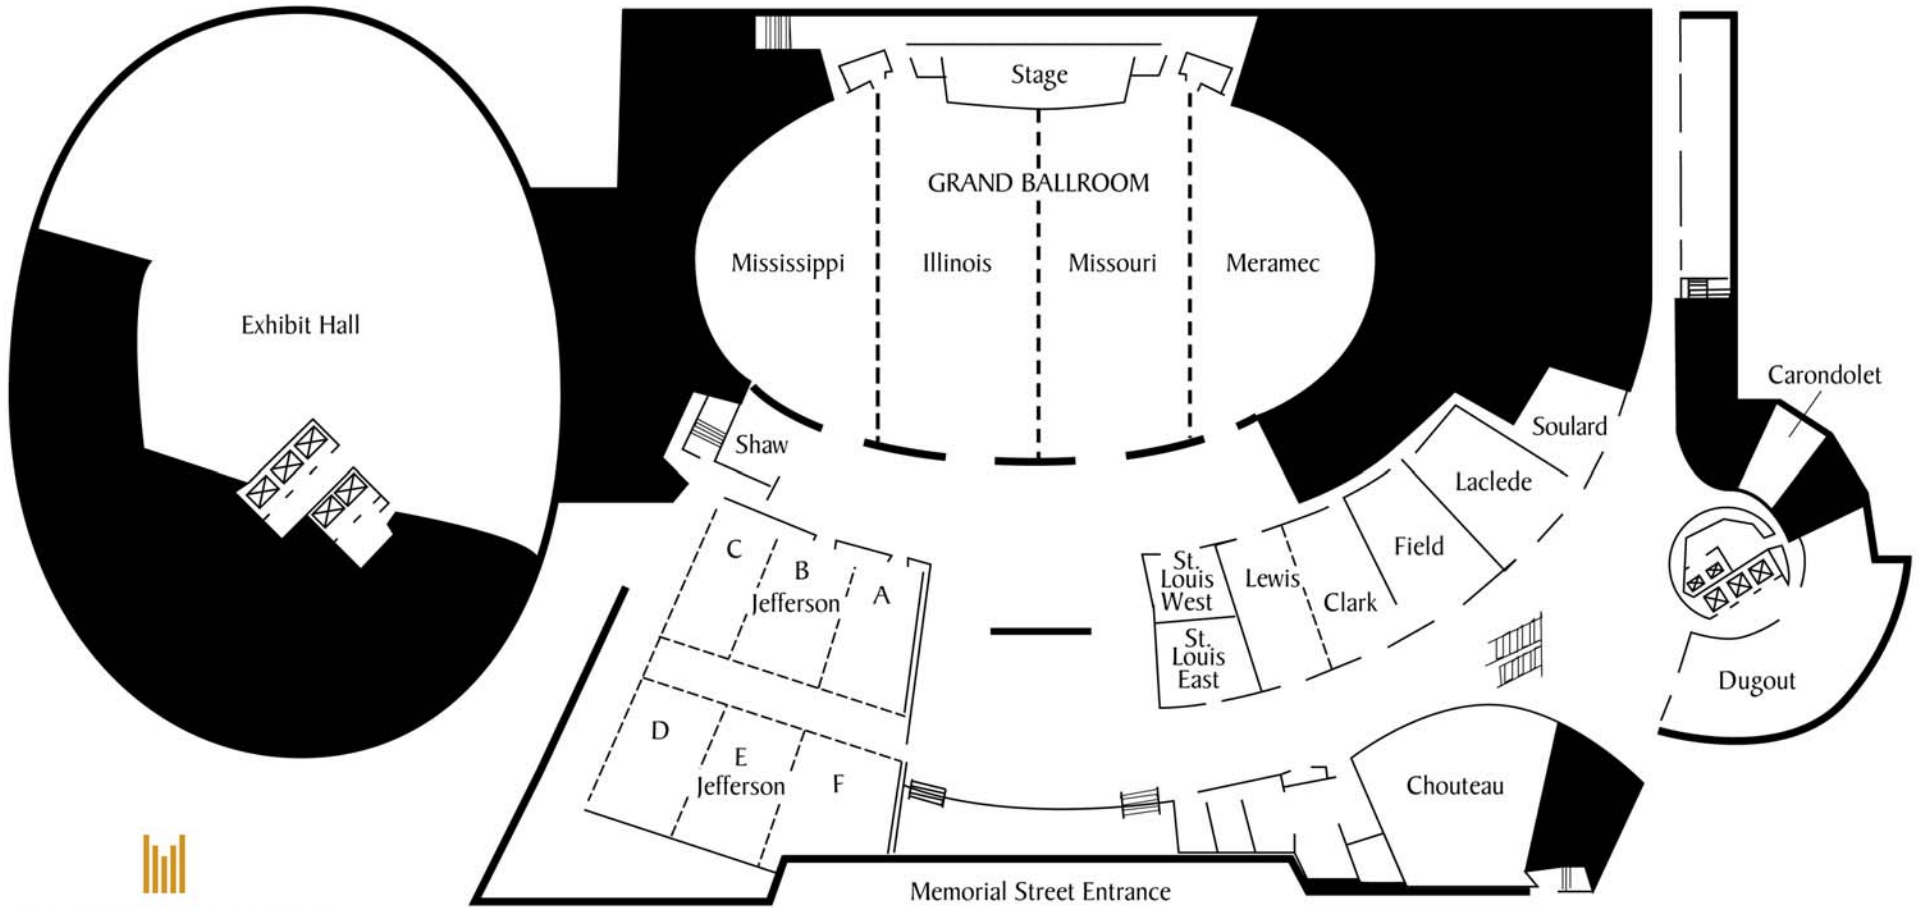 Stage
GRAND BALLROOM
Mississippi
Illinois
Missouri
Meramec
Exhibit Hall
Carondolet
Shaw
Soulard
Laclede
C
B
Jefferson
A
St.
Louis
West
Lewis
Clark
Field
St.
Louis
East
D
E
Jefferson
F
Dugout
Chouteau
Memorial Street Entrance